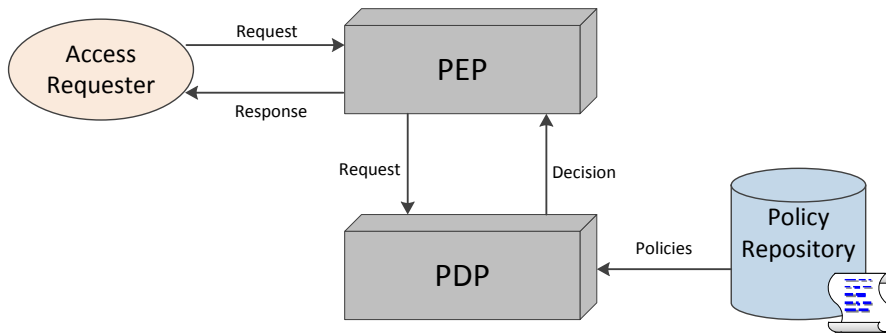 Access
Requester
Request
Response
PEP
Request
Decision
PDP
Policies
Policy
Repository